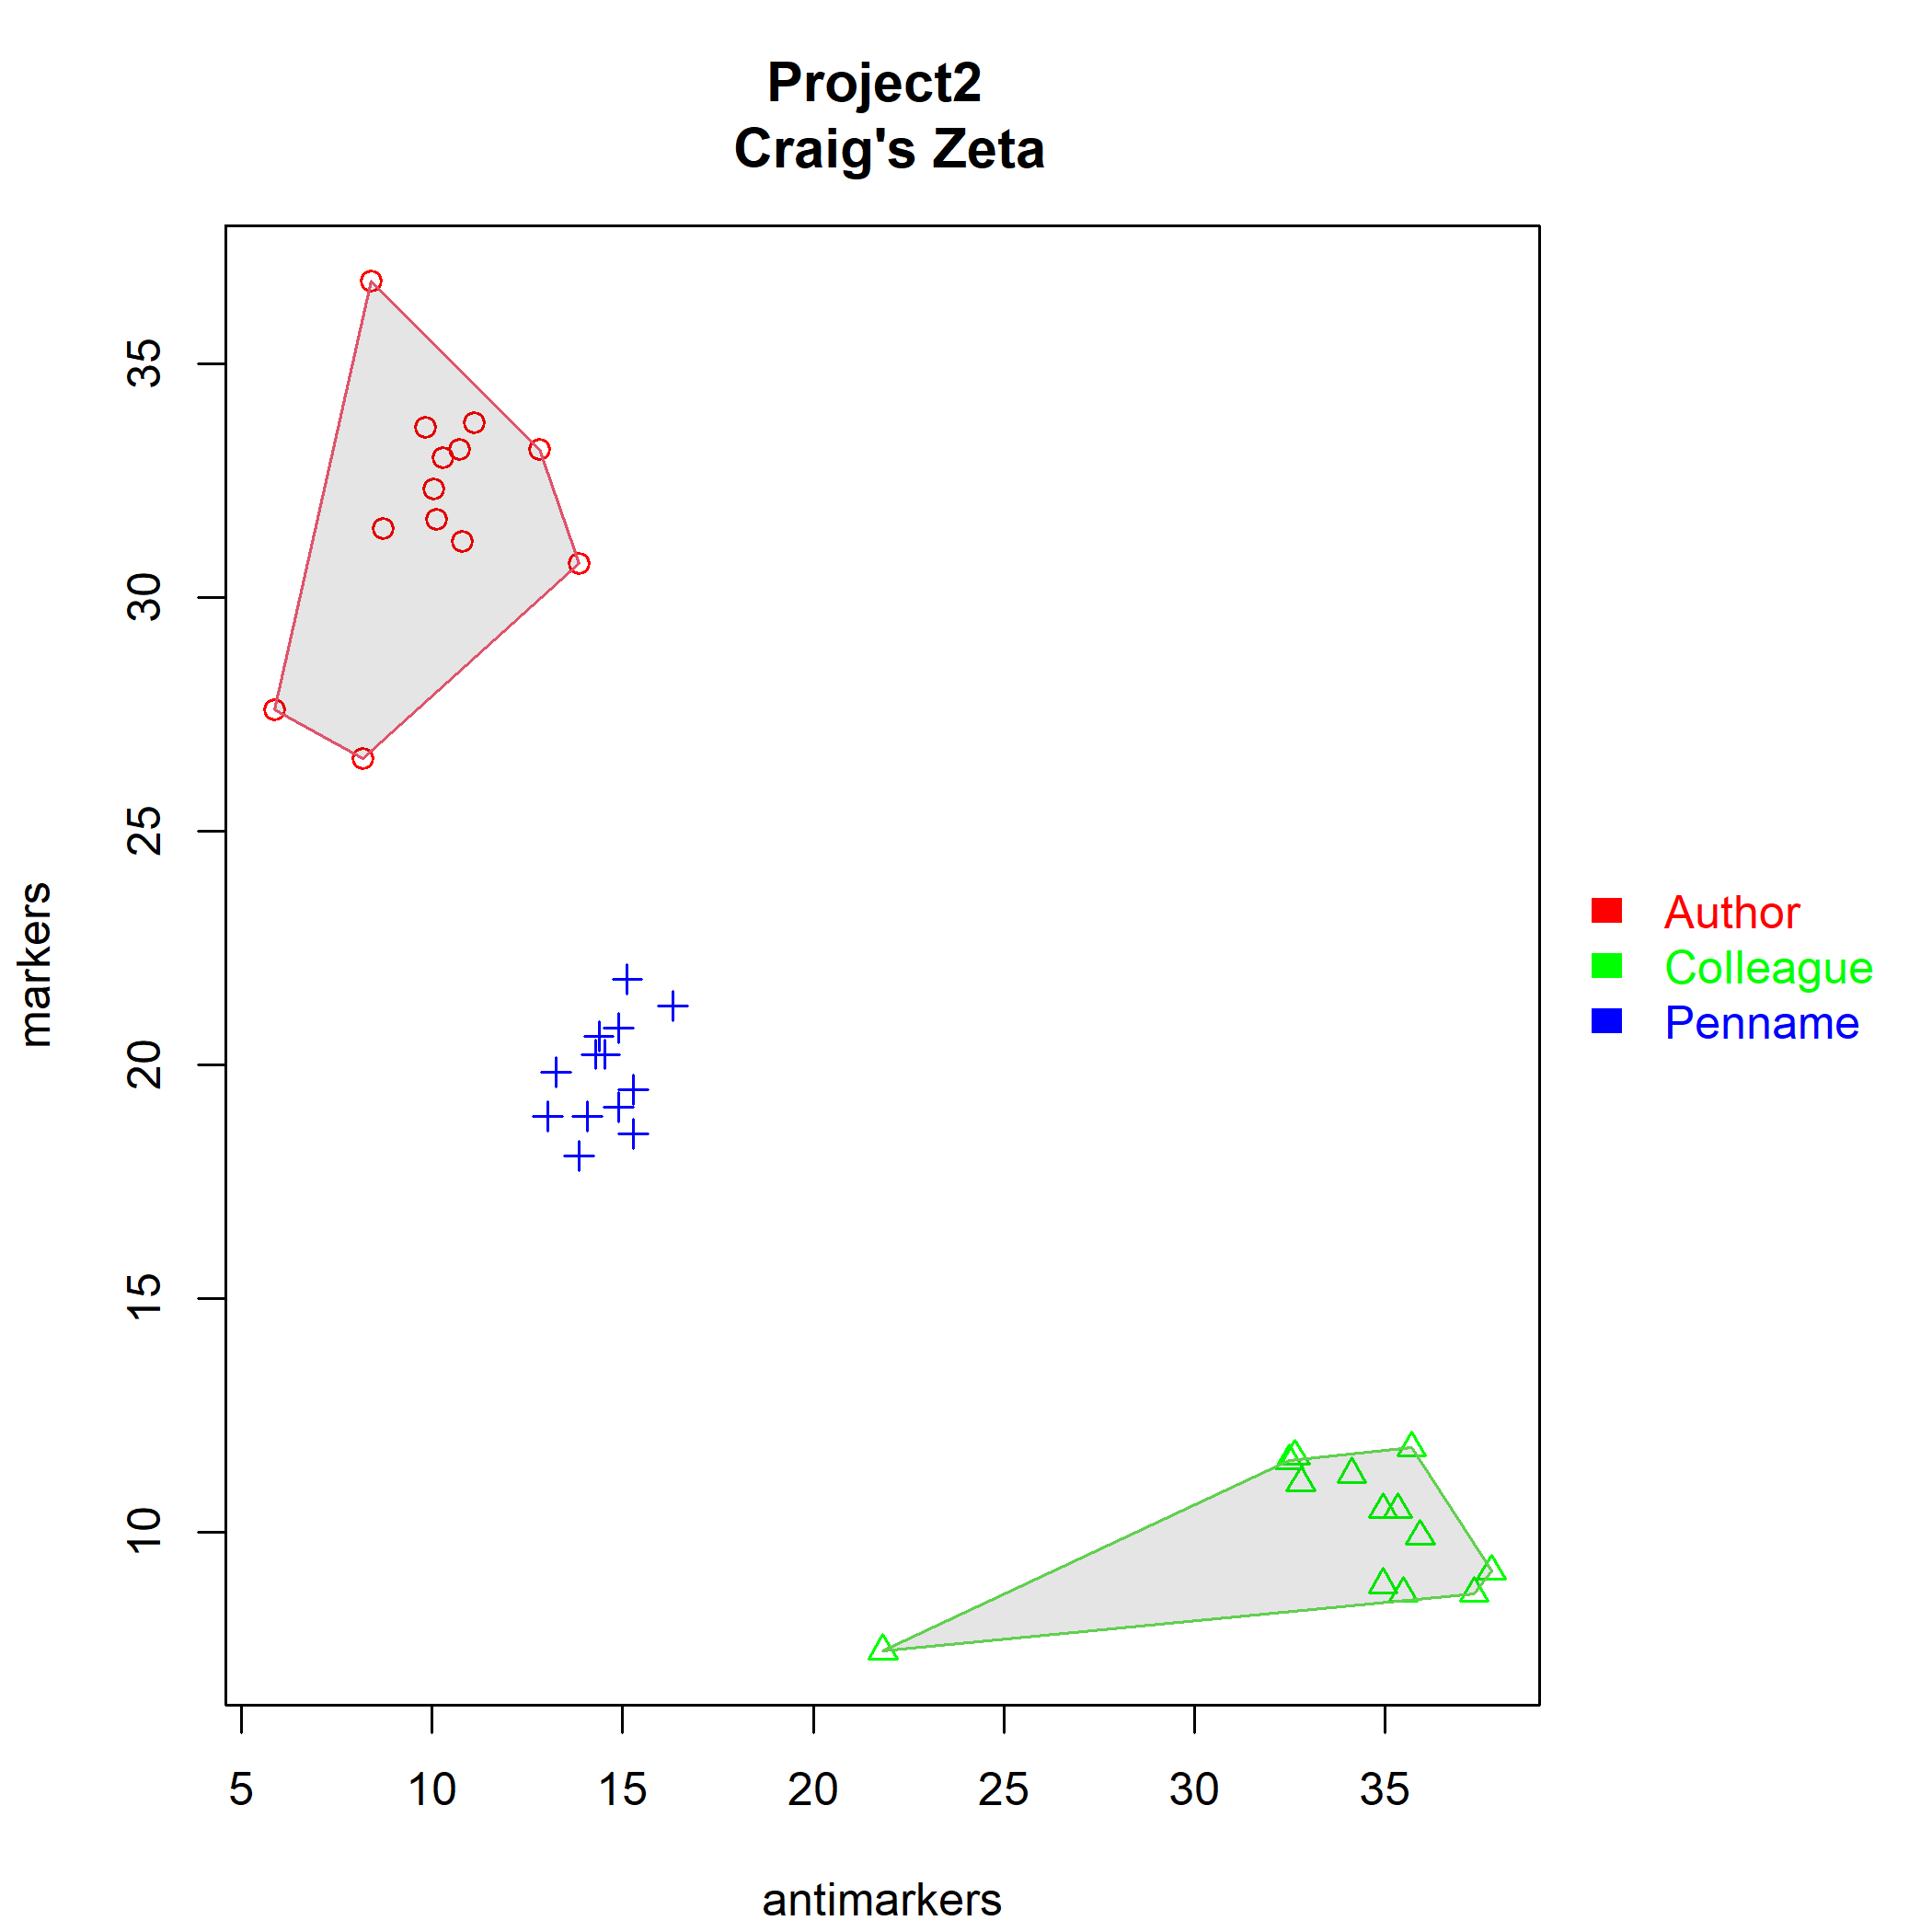 Project2
Craig's Zeta
markers
35
30
25
20
15
10
5 10 15 20 25 30 35
antimarkers
Author
Colleague
Penname